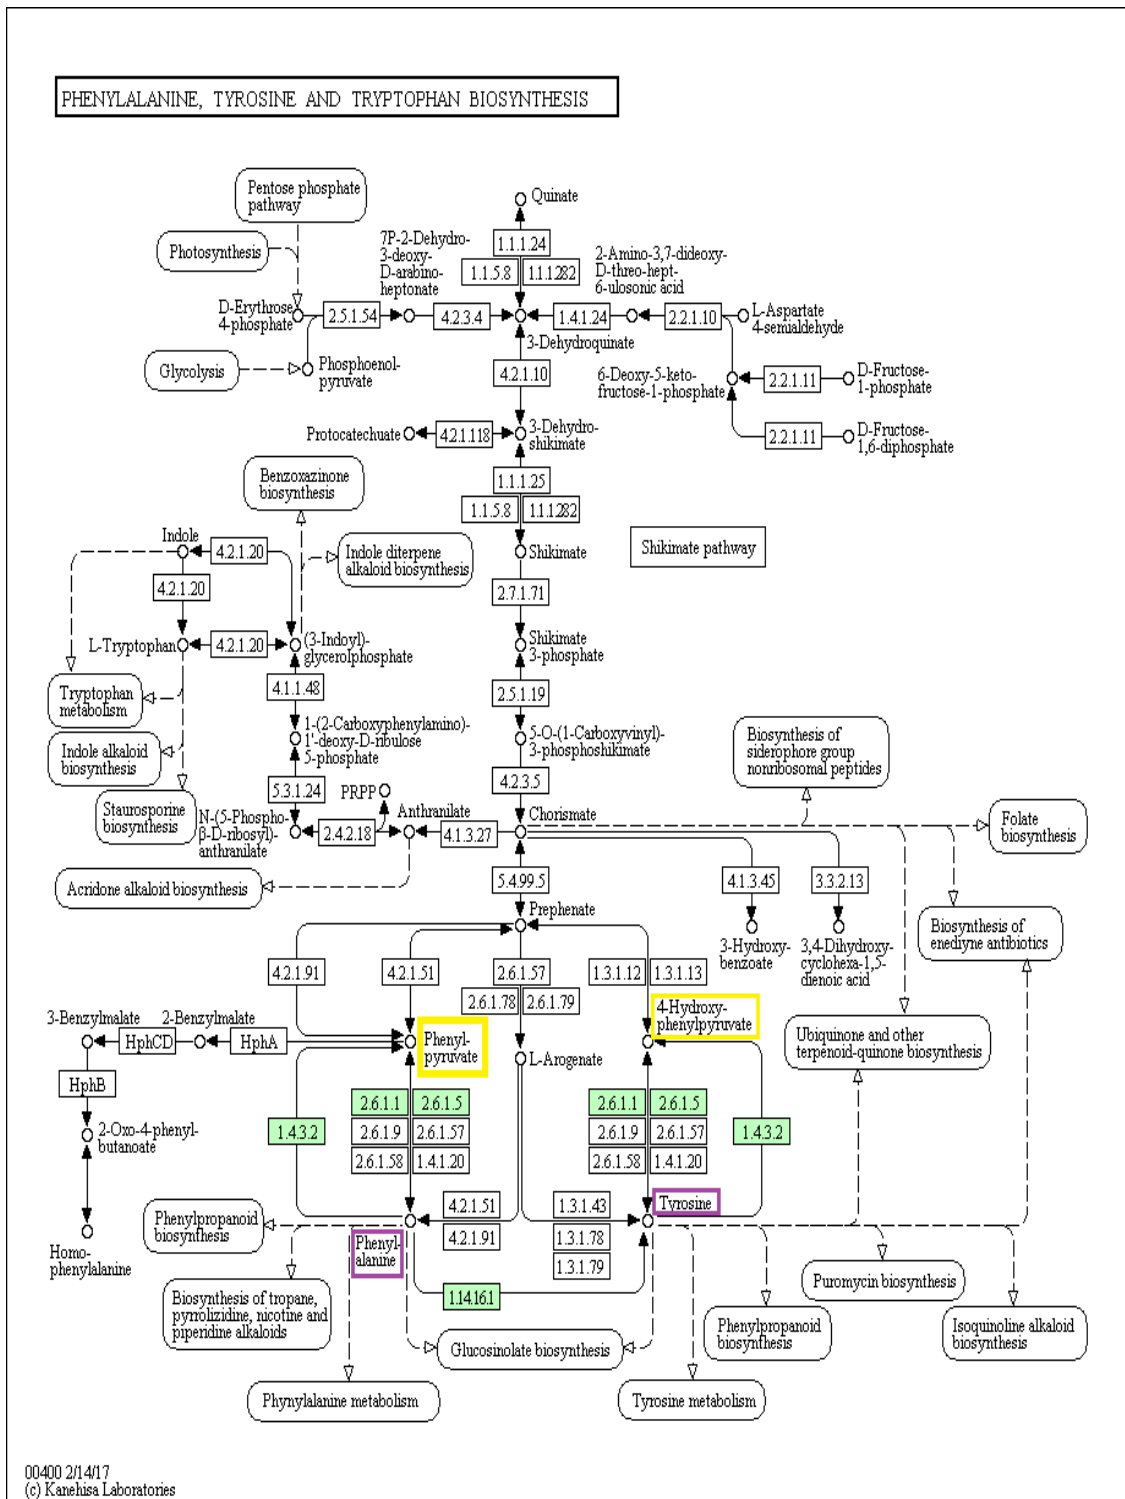 PHENYLALANINE, TYROSINE AND TRYPTOPHAN BIOSYNTHESIS
Pentose phosphate
pathway
Quinate
Photosynthesis
7P-2-Dehydro-
3-deoxy-
D-arabino-
heptonate
1.1.1.24
1.1.5.8
1.1.1.282
2-Amino-3,7-dideoxy-
D-threo-hept-
6-ulosonic acid
D-Erythrose
4-phosphate
2.5.1.54
4.2.3.4
1.4.1.24
2.2.1.10
L-Aspartate
4-semialdehyde
3-Dehydroquinate
Glycolysis
Phosphoenol-
pyruvate
4.2.1.10
6-Deoxy-5-keto-
fructose-1-phosphate
2.2.1.11
D-Fructose-
1-phosphate
Protocatechuate
4.2.1.118
3-Dehydro-
shikimate
2.2.1.11
D-Fructose-
1,6-diphosphate
Benzoxazinone
biosynthesis
1.1.1.25
1.1.5.8
1.1.1.282
Indole
4.2.1.20
Indole diterpene
alkaloid biosynthesis
Shikimate
Shikimate pathway
4.2.1.20
2.7.1.71
L-Tryptophan
4.2.1.20
(3-Indoyl)-
glycerolphosphate
Shikimate
3-phosphate
Tryptophan
metabolism
4.1.1.48
2.5.1.19
Indole alkaloid
biosynthesis
1-(2-Carboxyphenylamino)-
1'-deoxy-D-ribulose
5-phosphate
5-O-(1-Carboxyvinyl)-
3-phosphoshikimate
Biosynthesis of
siderophore group
nonribosomal peptides
Staurosporine
biosynthesis
5.3.1.24
PRPP
4.2.3.5
N-(5-Phospho-
β-D-ribosyl)-
anthranilate
2.4.2.18
Anthranilate
4.1.3.27
Chorismate
Folate
biosynthesis
Acridone alkaloid biosynthesis
5.4.99.5
4.1.3.45
3.3.2.13
Prephenate
3-Hydroxy-
benzoate
3,4-Dihydroxy-
cyclohexa-1,5-
dienoic acid
Biosynthesis of
enediyne antibiotics
4.2.1.91
4.2.1.51
2.6.1.57
2.6.1.78
2.6.1.79
1.3.1.12
1.3.1.13
3-Benzylmalate
2-Benzylmalate
HphCD
HphA
Phenyl-
pyruvate
4-Hydroxy-
phenylpyruvate
Ubiquinone and other
terpenoid-quinone biosynthesis
L-Arogenate
HphB
2.6.1.1
2.6.1.5
2.6.1.1
2.6.1.5
2-Oxo-4-phenyl-
butanoate
1.4.3.2
2.6.1.9
2.6.1.57
2.6.1.9
2.6.1.57
1.4.3.2
2.6.1.58
1.4.1.20
2.6.1.58
1.4.1.20
Phenylpropanoid
biosynthesis
4.2.1.51
4.2.1.91
1.3.1.43
1.3.1.78
1.3.1.79
Tyrosine
Homo-
phenylalanine
Phenyl-
alanine
Biosynthesis of tropane,
pyrrolizidine, nicotine and
piperidine alkaloids
1.14.16.1
Puromycin biosynthesis
Glucosinolate biosynthesis
Phenylpropanoid
biosynthesis
Isoquinoline alkaloid
biosynthesis
Phynylalanine metabolism
Tyrosine metabolism
00400 2/14/17
(c) Kanehisa Laboratories